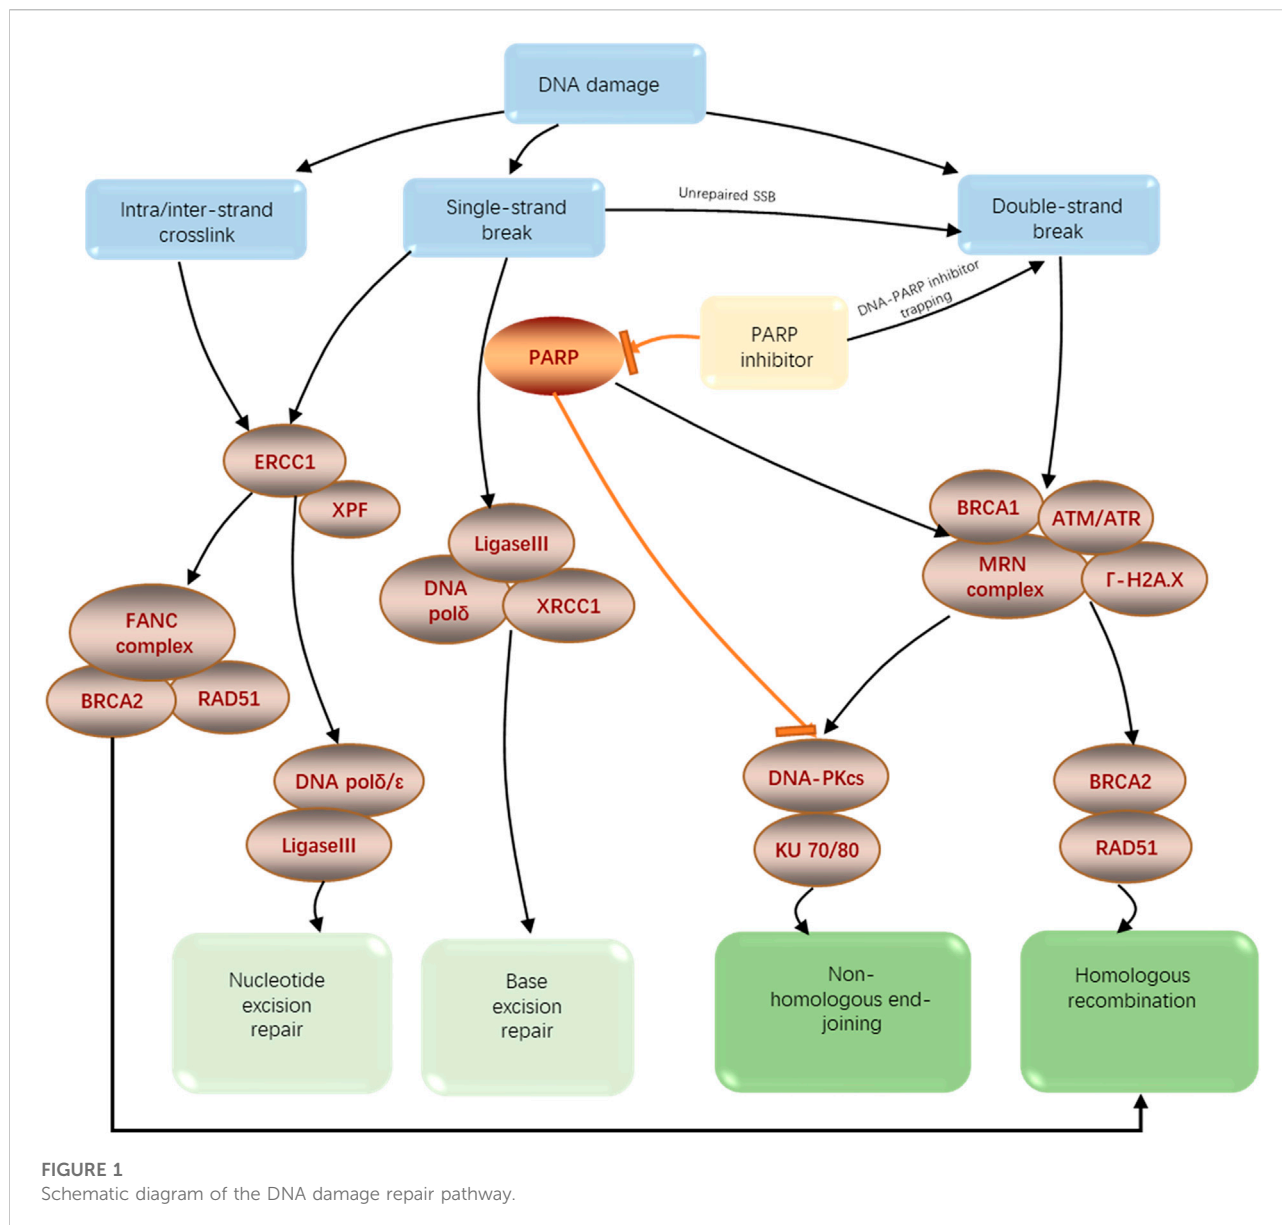 DNA damage
Intra/inter-strand
crosslink
Single-strand
break
Unrepaired SSB
Double-strand
break
DNA-PARP inhibitor
trapping
PARP
inhibitor
PARP
ERCC1
XPF
BRCA1
ATM/ATR
MRN
complex
Γ-H2A.X
LigaseIII
DNA
polδ
XRCC1
FANC
complex
BRCA2
RAD51
DNA polδ/ε
LigaseIII
DNA-PKcs
KU 70/80
BRCA2
RAD51
Nucleotide
excision
repair
Base
excision
repair
Non-
homologous end-
joining
Homologous
recombination
FIGURE 1
Schematic diagram of the DNA damage repair pathway.